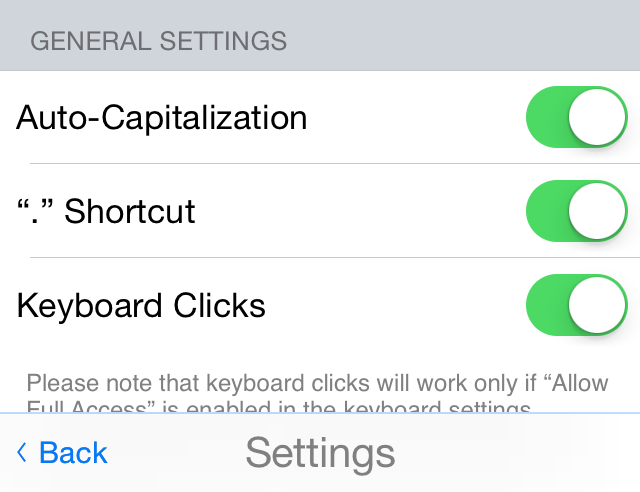 GENERAL SETTINGS
Auto-Capitalization
“.” Shortcut
Keyboard Clicks
Please note that keyboard clicks will work only if “Allow
Full Access” is enabled in the keyboard settings
Back
Settings